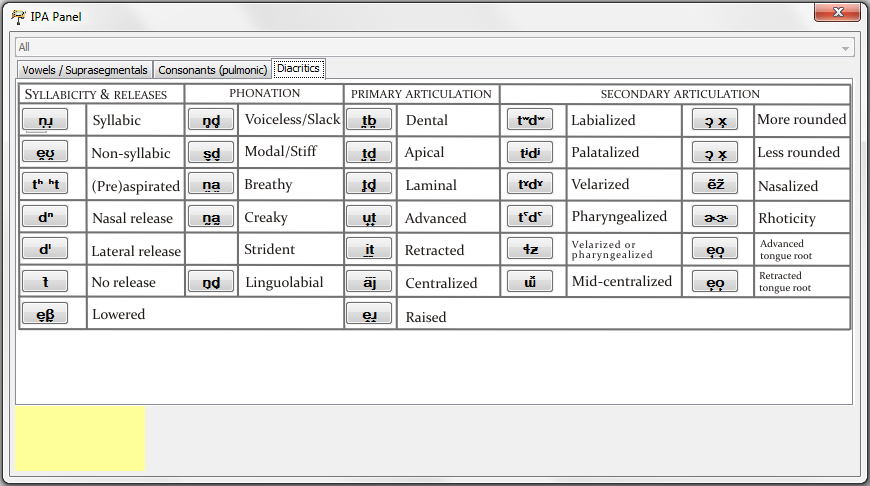 IPA Panel
All
Vowels / Suprasegmentals Consonants (pulmonic) Diacritics
SYLLABICITY & RELEASES PHONATION PRIMARY ARTICULATION SECONDARY ARTICULATION
n̩ɹ̩ Syllabic n̥d̥ Voiceless/Slack t̪b̪ Dental tʷdʷ Labialized ɔ̹ x̹ More rounded
e̯ʊ̯ Non-syllabic s̬d̬ Modal/Stiff t̺d̺ Apical tʲdʲ Palatalized ɔ̜ x̜ Less rounded
tʰ ʰt (Pre)aspirated n̤a̤ Breathy t̻d̻ Laminal tˠdˠ Velarized ẽz̃ Nasalized
dⁿ Nasal release n̰a̰ Creaky u̟t̟ Advanced tˤdˤ Pharyngealized ɚɝ Rhoticity
dˡ Lateral release Strident i̠t̠ Retracted ɫᵶ Velarized or pharyngealized e̘o̘ Advanced tongue root
t̚ No release n̼d̼ Linguolabial äj̈ Centralized ɯ̽ Mid-centralized e̙o̙ Retracted tongue root
e̞β̞ Lowered e̝ɹ̝ Raised